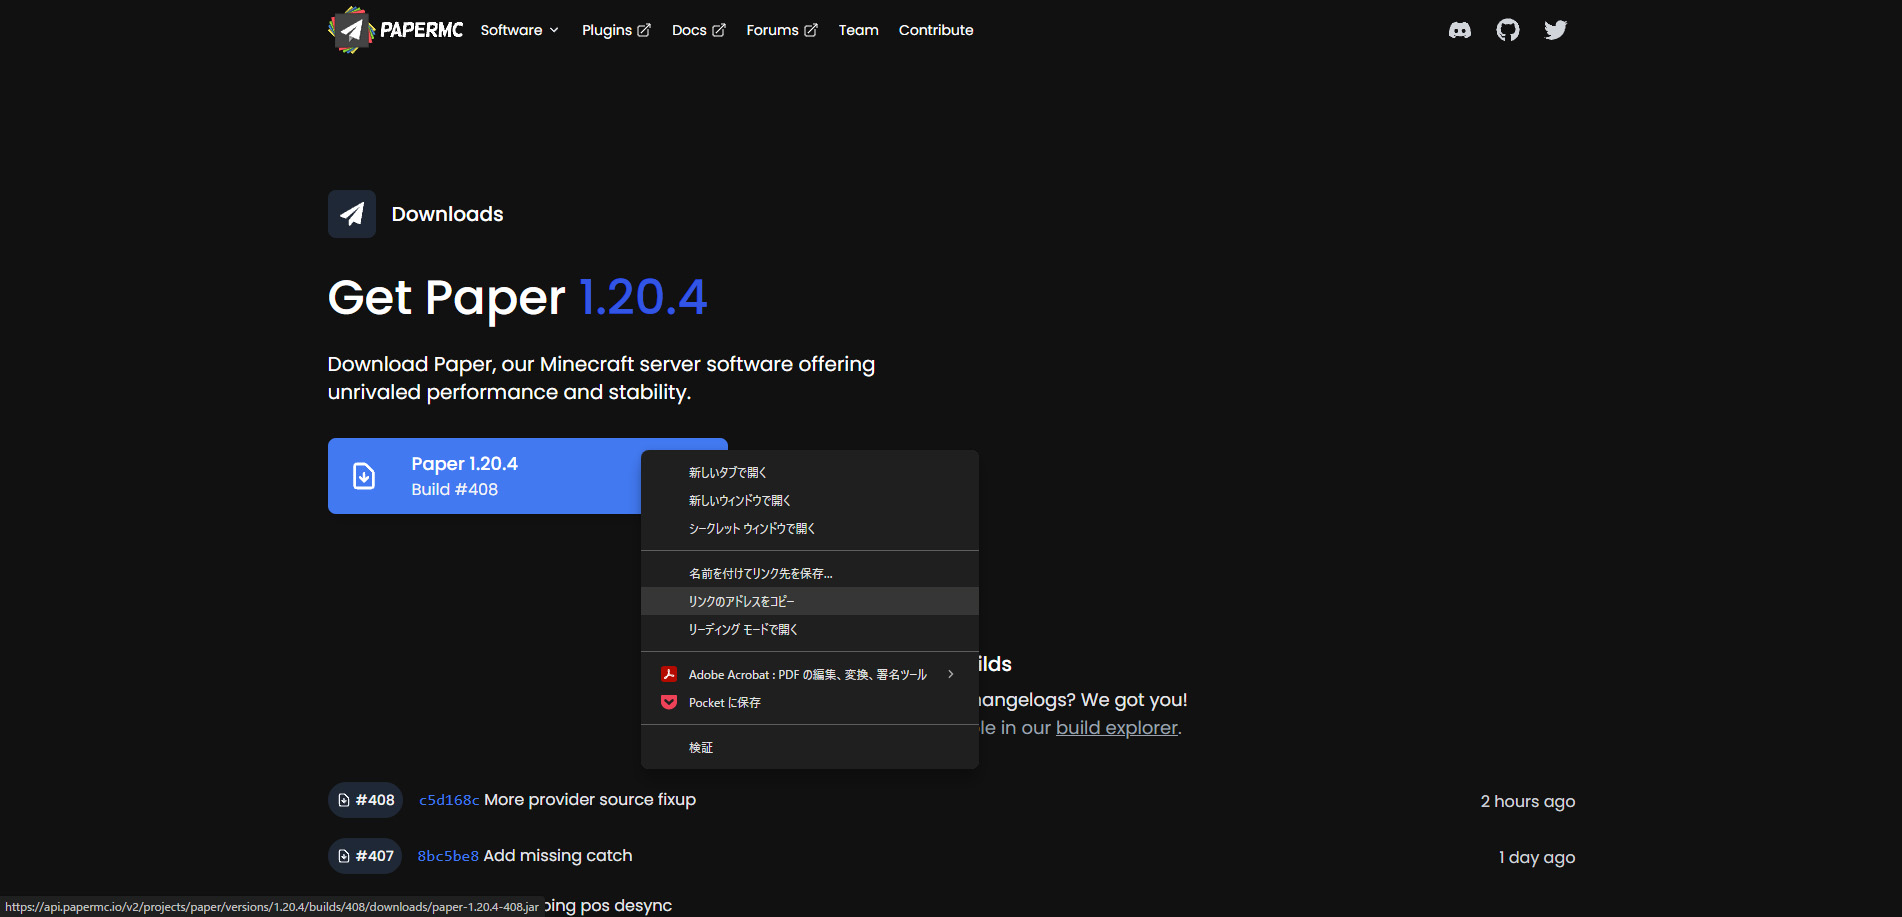 PAPERMC Software Plugins Docs Forums Team Contribute
Downloads
Get Paper 1.20.4
Download Paper, our Minecraft server software offering
unrivaled performance and stability.
Paper 1.20.4
Build #408
新しいタブで開く
新しいウィンドウで開く
シークレット ウィンドウで開く
名前を付けてリンク先を保存...
リンクのアドレスをコピー
リーディング モードで開く
Adobe Acrobat : PDF の編集、変換、署名ツール
Pocket に保存
検証
ilds
angelogs? We got you!
le in our build explorer.
#408 c5d168c More provider source fixup 2 hours ago
#407 8bc5be8 Add missing catch 1 day ago
ping pos desync
https://api.papermc.io/v2/projects/paper/versions/1.20.4/builds/408/downloads/paper-1.20.4-408.jar